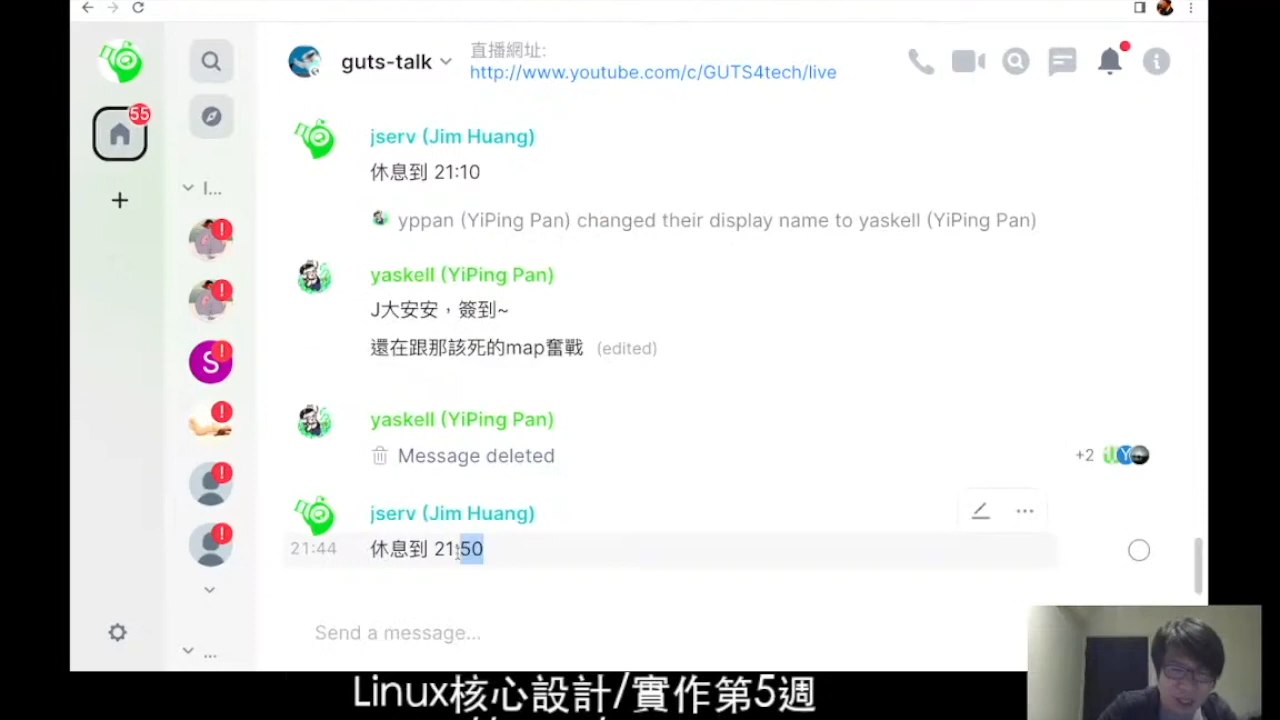 guts-talk
直播網址:
http://www.youtube.com/c/GUTS4tech/live
55
I...
jserv (Jim Huang)
休息到 21:10
yppan (YiPing Pan) changed their display name to yaskell (YiPing Pan)
yaskell (YiPing Pan)
J大安安，簽到~
還在跟那該死的map奮戰 (edited)
S
yaskell (YiPing Pan)
Message deleted
+2
Y
jserv (Jim Huang)
21:44 休息到 21:50
Send a message...
...
Linux核心設計/實作第5週